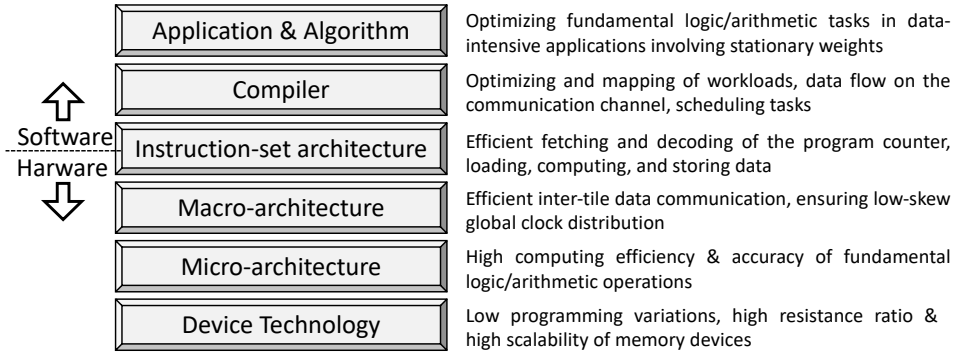 Application & Algorithm
Optimizing fundamental logic/arithmetic tasks in data-
intensive applications involving stationary weights
Compiler
Optimizing and mapping of workloads, data flow on the
communication channel, scheduling tasks
Software
Harware
Instruction-set architecture
Efficient fetching and decoding of the program counter,
loading, computing, and storing data
Macro-architecture
Efficient inter-tile data communication, ensuring low-skew
global clock distribution
Micro-architecture
High computing efficiency & accuracy of fundamental
logic/arithmetic operations
Device Technology
Low programming variations, high resistance ratio &
high scalability of memory devices